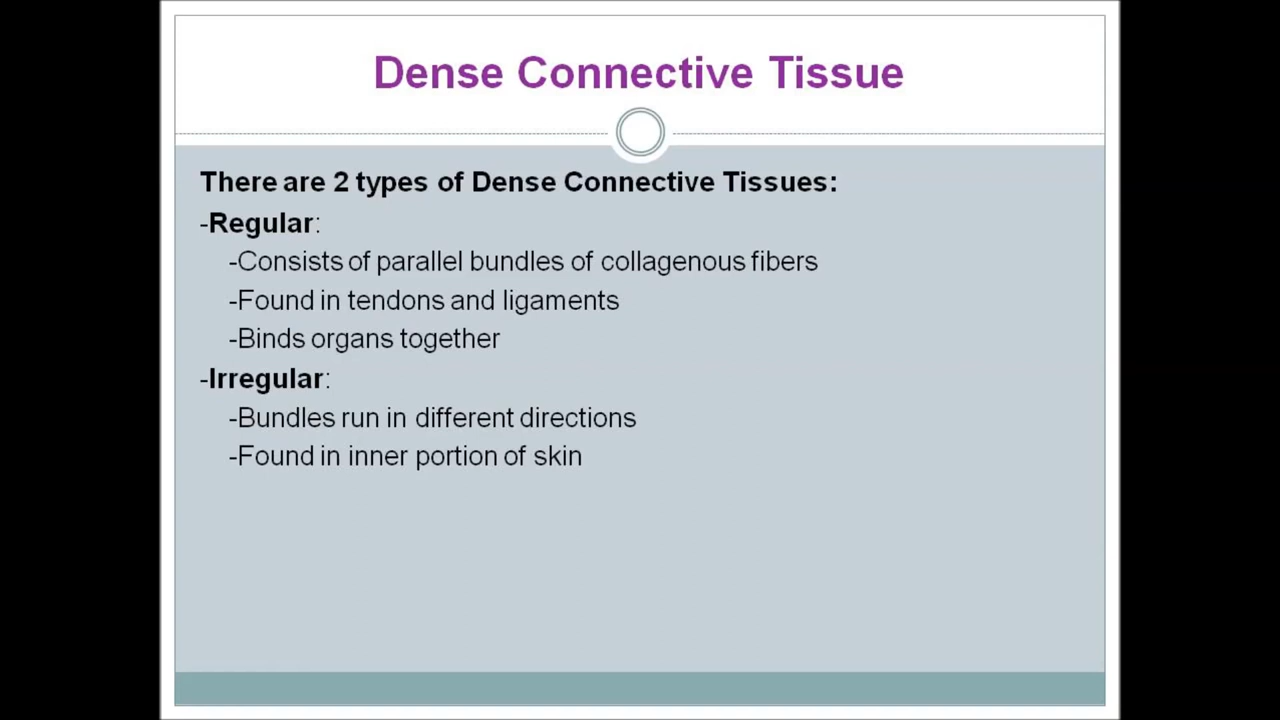 Dense Connective Tissue
There are 2 types of Dense Connective Tissues:
-Regular:
-Consists of parallel bundles of collagenous fibers
-Found in tendons and ligaments
-Binds organs together
-Irregular:
-Bundles run in different directions
-Found in inner portion of skin